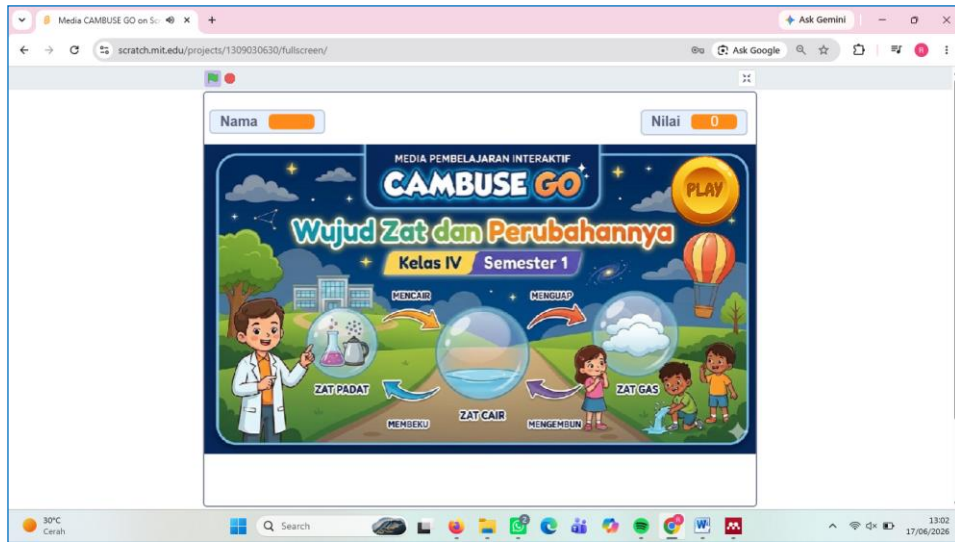 Media CAMBUSE GO on Scr
Ask Gemini
scratch.mit.edu/projects/1309030630/fullscreen/
Ask Google
R
Nama
Nilai 0
MEDIA PEMBELAJARAN INTERAKTIF
CAMBUSE GO
PLAY
Wujud Zat dan Perubahannya
Kelas IV Semester 1
MENCAIR
MENGUAP
ZAT PADAT
ZAT CAIR
ZAT GAS
MEMBEKU
MENGEMBUN
30°C
Cerah
Search
13:02
17/06/2026